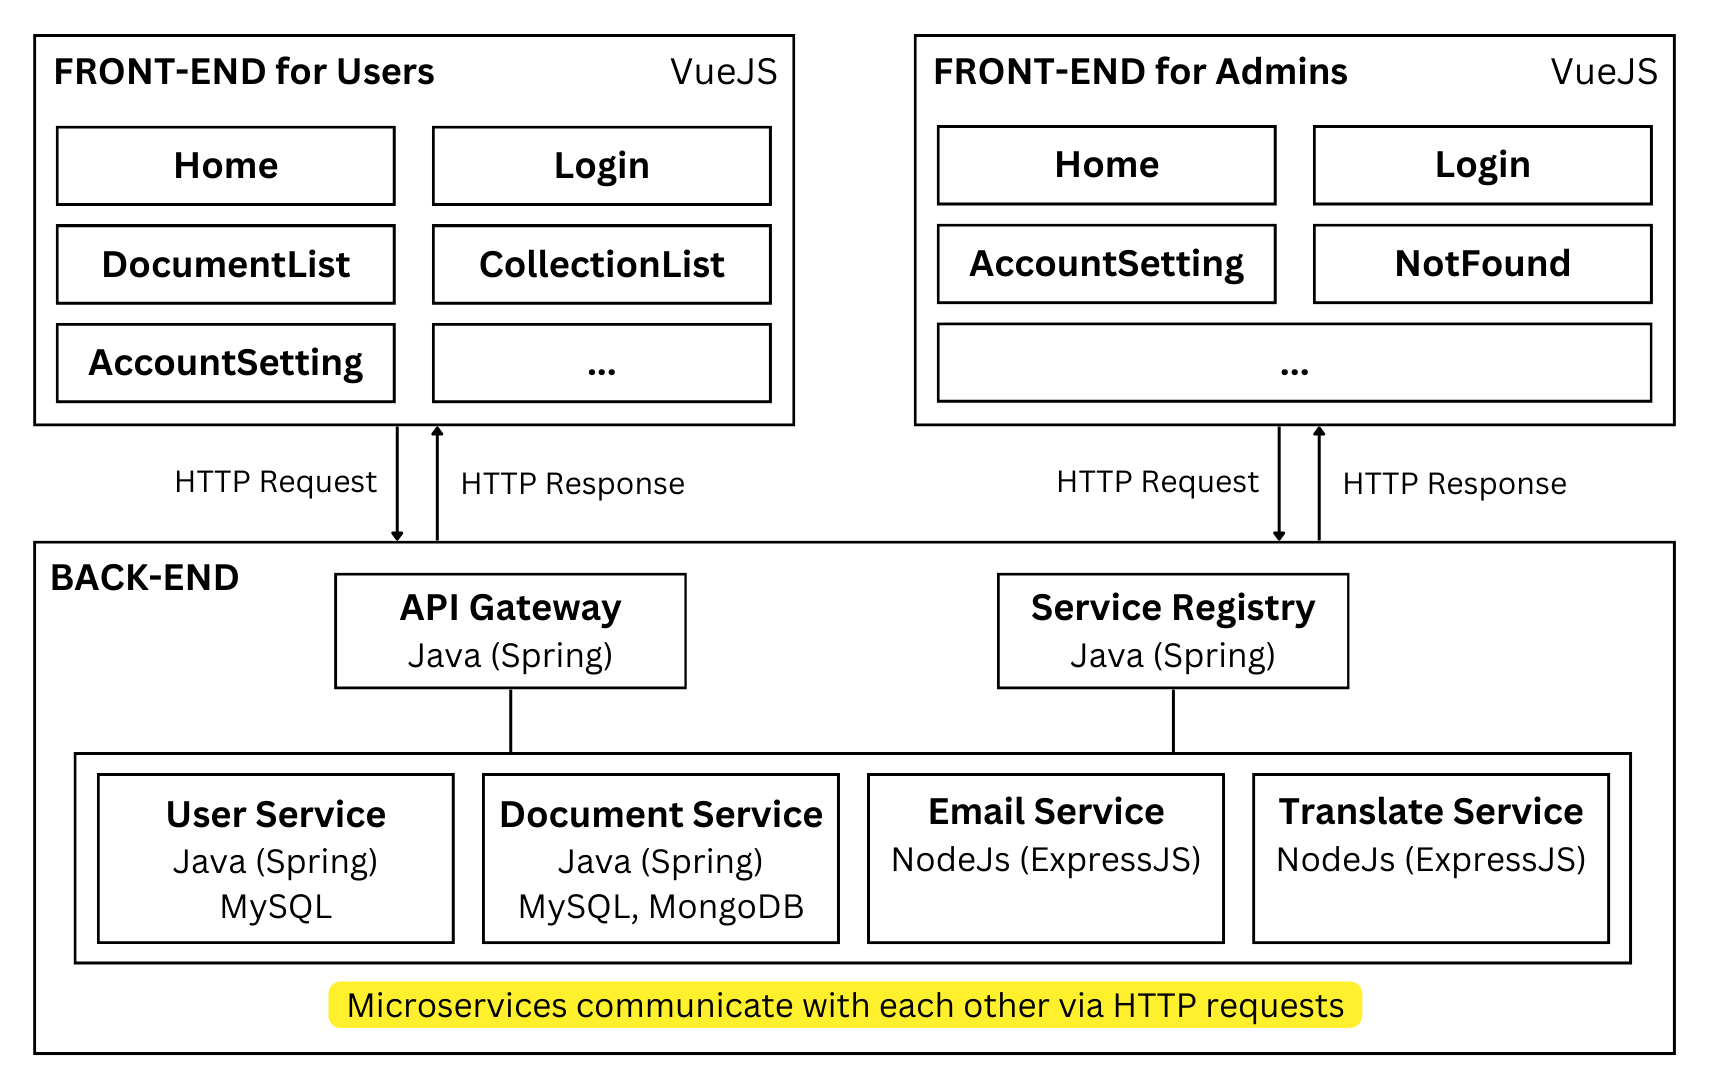 FRONT-END for Users
VueJS
Home
Login
DocumentList
CollectionList
AccountSetting
...
FRONT-END for Admins
VueJS
Home
Login
AccountSetting
NotFound
...
HTTP Request
HTTP Response
HTTP Request
HTTP Response
BACK-END
API Gateway
Java (Spring)
Service Registry
Java (Spring)
User Service
Java (Spring)
MySQL
Document Service
Java (Spring)
MySQL, MongoDB
Email Service
NodeJs (ExpressJS)
Translate Service
NodeJs (ExpressJS)
Microservices communicate with each other via HTTP requests